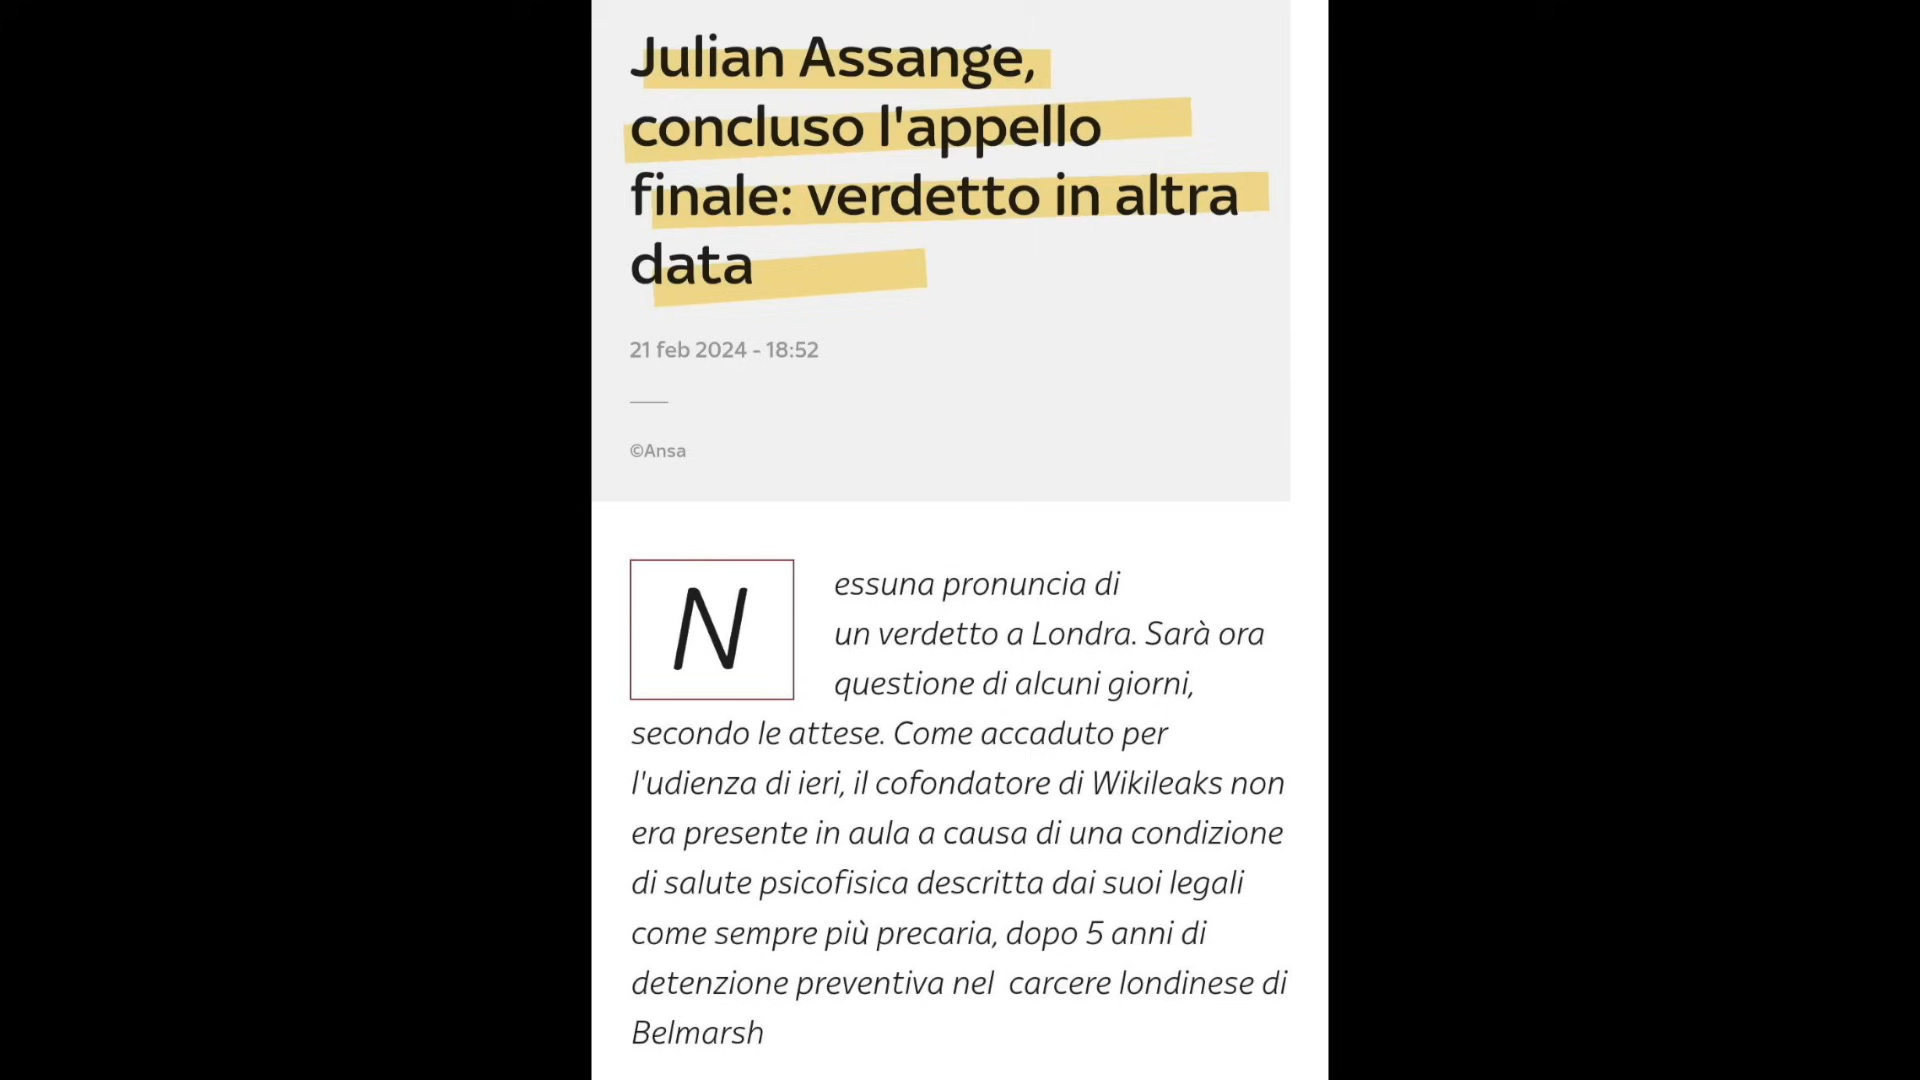 Julian Assange,
concluso l'appello
finale: verdetto in altra
data
21 feb 2024 - 18:52
©Ansa
Nessuna pronuncia di
un verdetto a Londra. Sarà ora
questione di alcuni giorni,
secondo le attese. Come accaduto per
l'udienza di ieri, il cofondatore di Wikileaks non
era presente in aula a causa di una condizione
di salute psicofisica descritta dai suoi legali
come sempre più precaria, dopo 5 anni di
detenzione preventiva nel  carcere londinese di
Belmarsh